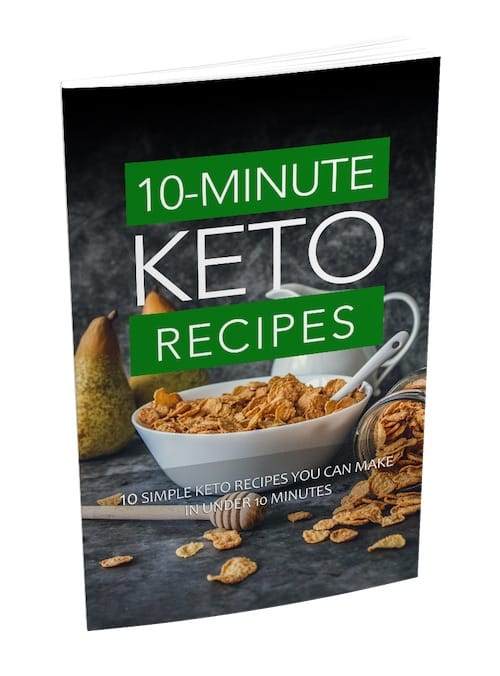 10-MINUTE
KETO
RECIPES
10 SIMPLE KETO RECIPES YOU CAN MAKE
IN UNDER 10 MINUTES